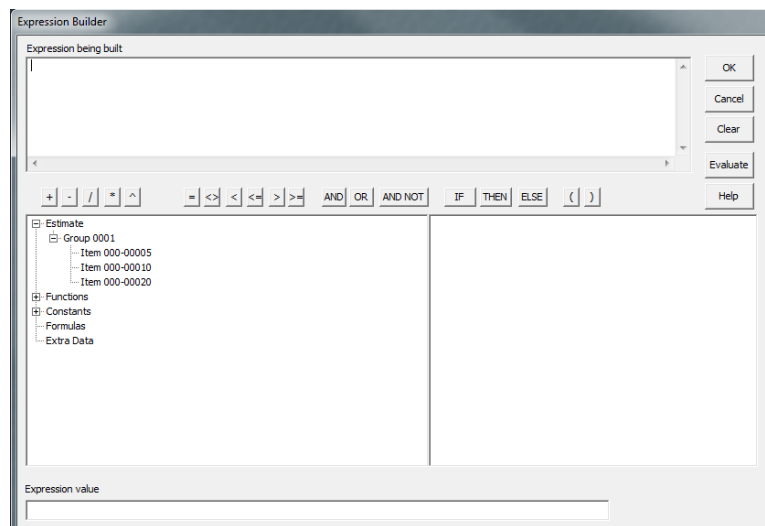 Expression Builder
Expression being built
OK
Cancel
Clear
Evaluate
+ - / * ^ = <> < <= > >= AND OR AND NOT IF THEN ELSE ( ) Help
Estimate
Group 0001
Item 000-00005
Item 000-00010
Item 000-00020
Functions
Constants
Formulas
Extra Data
Expression value